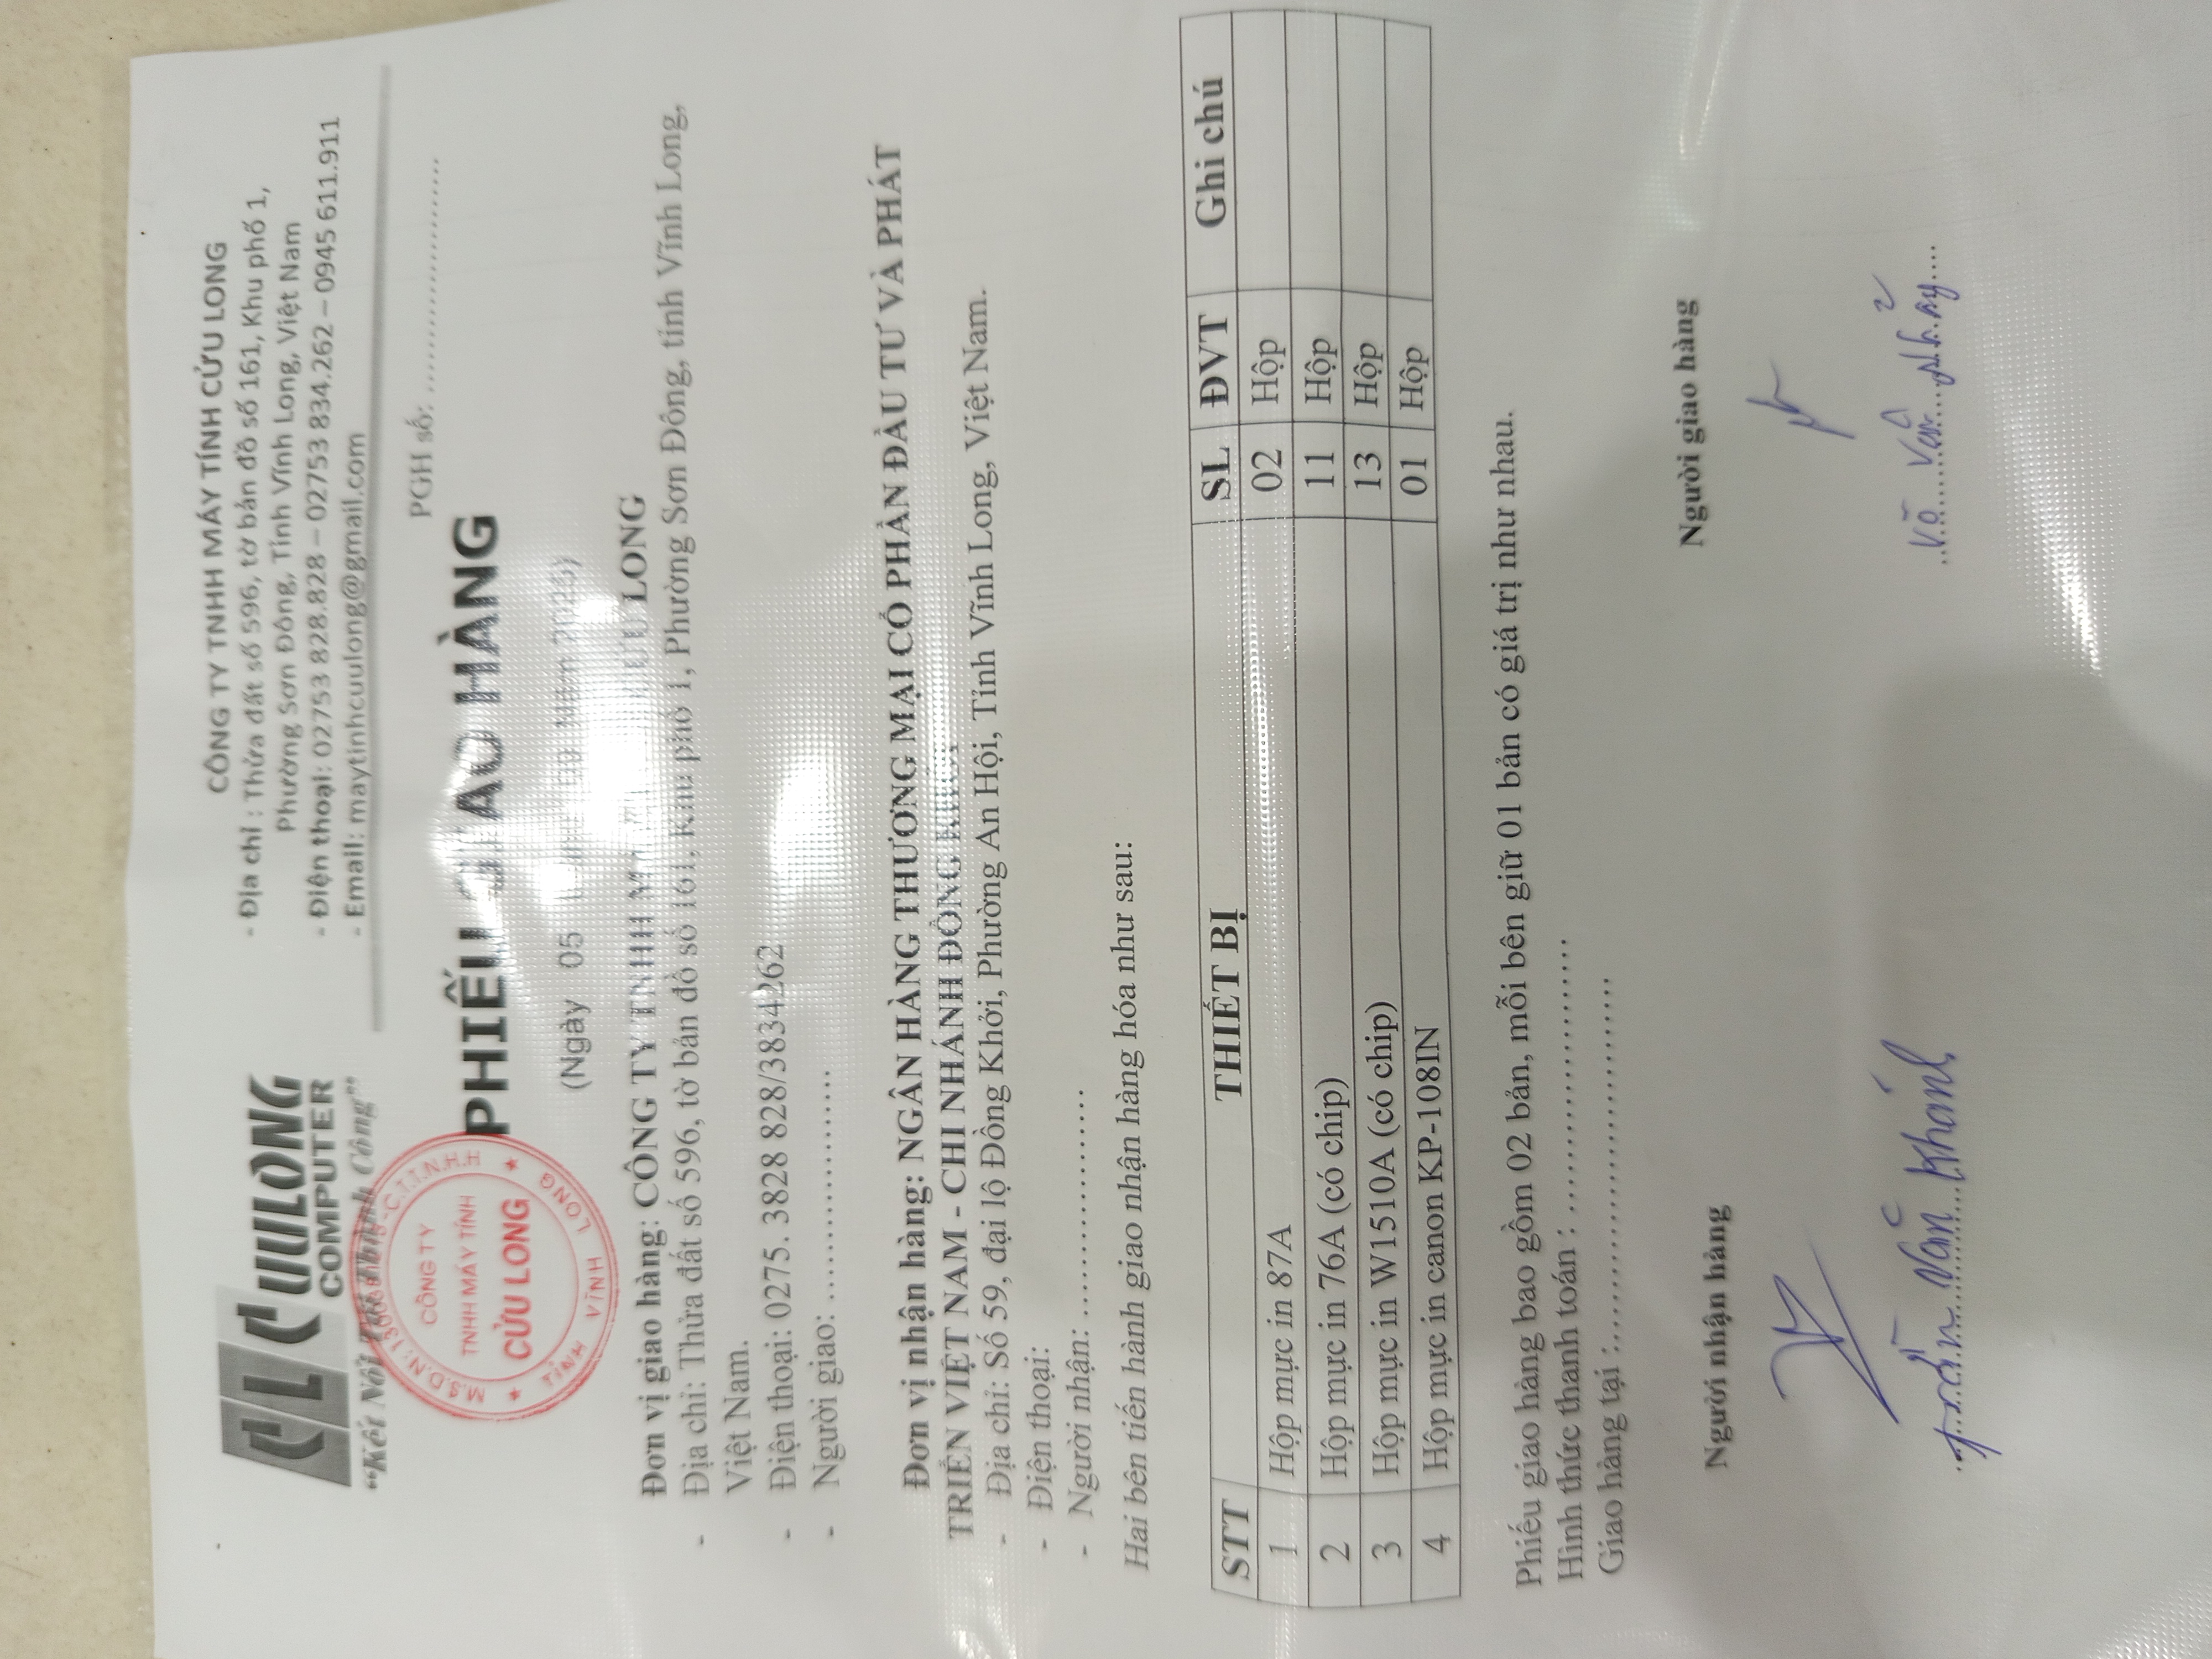 CUULONG
COMPUTER
CÔNG TY TNHH MÁY TÍNH CỬU LONG
- Địa chỉ : Thửa đất số 596, tờ bản đồ số 161, Khu phố 1,
Phường Sơn Đông, Tỉnh Vĩnh Long, Việt Nam
- Điện thoại: 02753 828.828 – 02753 834.262 – 0945 611.911
- Email: maytinhcuulong@gmail.com
“Kết Nối Thành Công”
M.S.D.N: C.T.T.N.H.H
CÔNG TY
TNHH MÁY TÍNH
CỬU LONG
TỈNH VĨNH LONG
PGH số: ..............................
PHIẾU GIAO HÀNG
(Ngày 05
Đơn vị giao hàng: CÔNG TY TNHH MÁY TÍNH CỬU LONG
- Địa chỉ: Thửa đất số 596, tờ bản đồ số 161, Khu phố 1, Phường Sơn Đông, tỉnh Vĩnh Long,
Việt Nam.
- Điện thoại: 0275. 3828 828/3834262
- Người giao: ..............................
Đơn vị nhận hàng: NGÂN HÀNG THƯƠNG MẠI CỔ PHẦN ĐẦU TƯ VÀ PHÁT
TRIỂN VIỆT NAM - CHI NHÁNH ĐỒNG KHỞI
- Địa chỉ: Số 59, đại lộ Đồng Khởi, Phường An Hội, Tỉnh Vĩnh Long, Việt Nam.
- Điện thoại:
- Người nhận: ..............................
Hai bên tiến hành giao nhận hàng hóa như sau:
STT THIẾT BỊ SL ĐVT Ghi chú
1 Hộp mực in 87A 02 Hộp
2 Hộp mực in 76A (có chip) 11 Hộp
3 Hộp mực in W1510A (có chip) 13 Hộp
4 Hộp mực in canon KP-108IN 01 Hộp
Phiếu giao hàng bao gồm 02 bản, mỗi bên giữ 01 bản có giá trị như nhau.
Hình thức thanh toán : ..............................
Giao hàng tại :..............................
Người nhận hàng Người giao hàng
Trần Văn Khánh Võ Văn Nhẩy